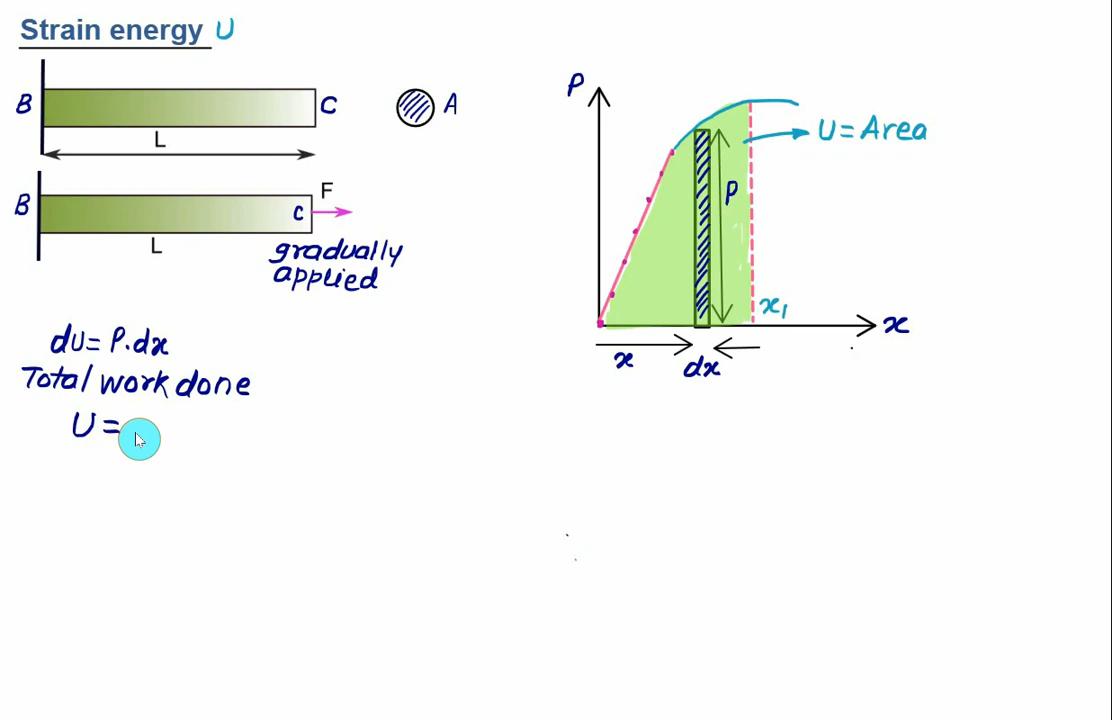 Strain energy U
B C A
L
B C F
L
gradually
applied
dU = P.dx
Total work done
U =
P
U = Area
P
x₁
x
x dx